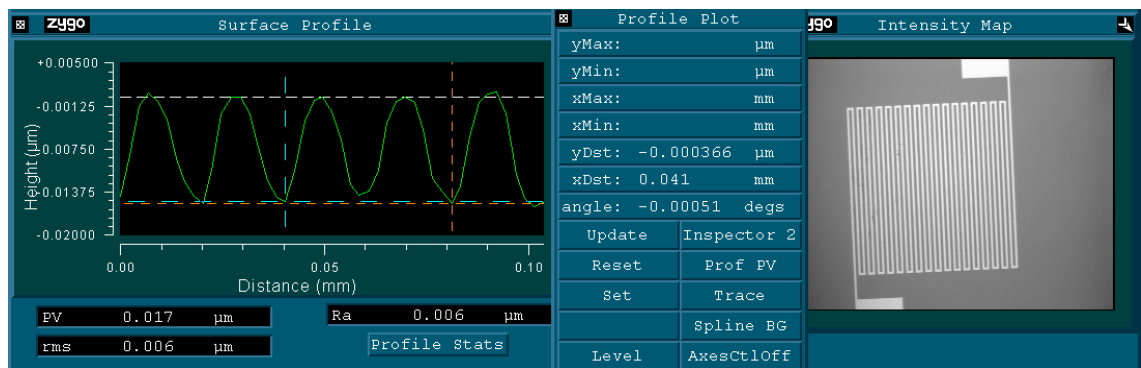 zygo Surface Profile
+0.00500
-0.00125
-0.00750
-0.01375
-0.02000
Height (µm)
0.00 0.05 0.10
Distance (mm)
PV 0.017 µm
rms 0.006 µm
Ra 0.006 µm
Profile Stats
Profile Plot
yMax: µm
yMin: µm
xMax: mm
xMin: mm
yDst: -0.000366 µm
xDst: 0.041 mm
angle: -0.00051 degs
Update Inspector 2
Reset Prof PV
Set Trace
Spline BG
Level AxesCtlOff
ygo Intensity Map